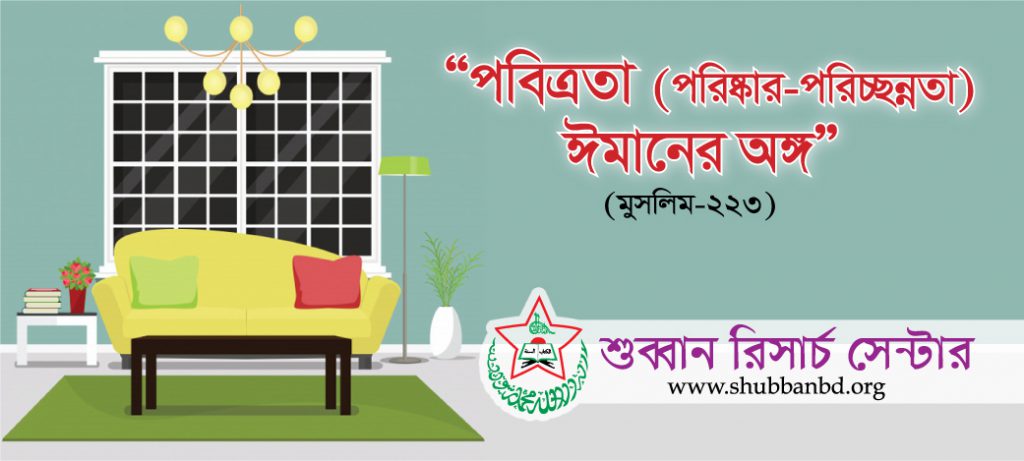 “পবিত্রতা (পরিষ্কার-পরিচ্ছন্নতা)
ঈমানের অঙ্গ”
(মুসলিম-২২৩)
শুব্বান রিসার্চ সেন্টার
www.shubbanbd.org